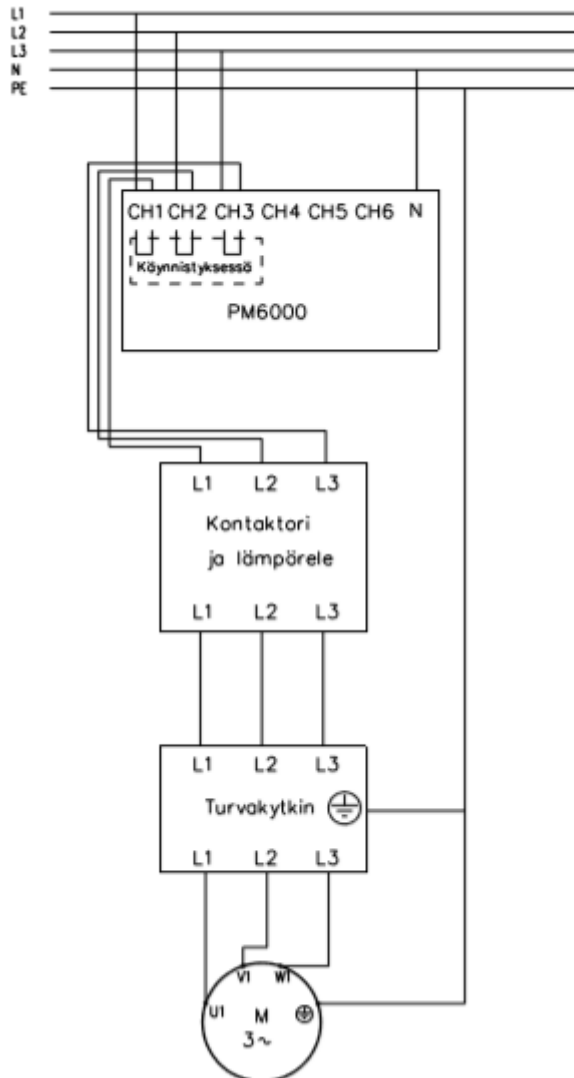 L1
L2
L3
N
PE
CH1 CH2 CH3 CH4 CH5 CH6 N
Käynnistyksessä
PM6000
L1 L2 L3
Kontaktori
ja lämpörele
L1 L2 L3
L1 L2 L3
Turvakytkin
L1 L2 L3
V1 W1
U1 M
3~